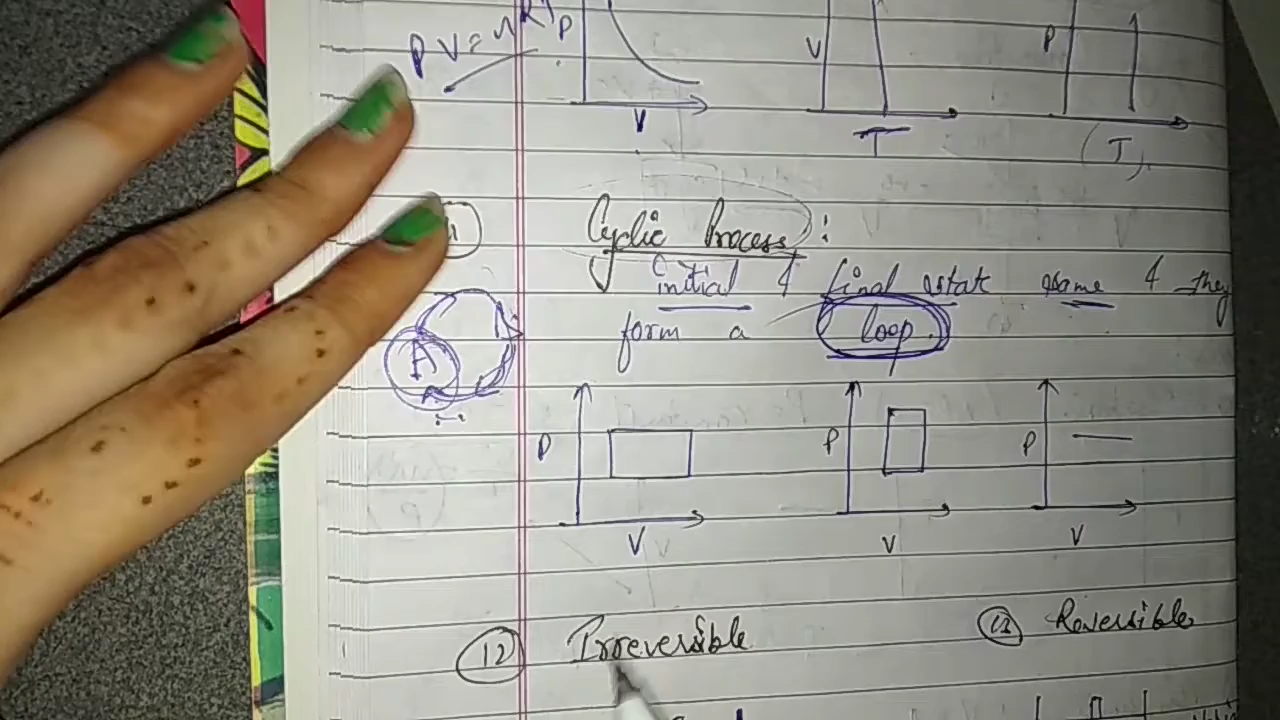 PV = nRT
P
V
V
T
P
(T)
Cyclic Process :
initial & final state same & they
form a loop.
A
P
V
P
V
P
V
12 Irreversible
13 Reversible